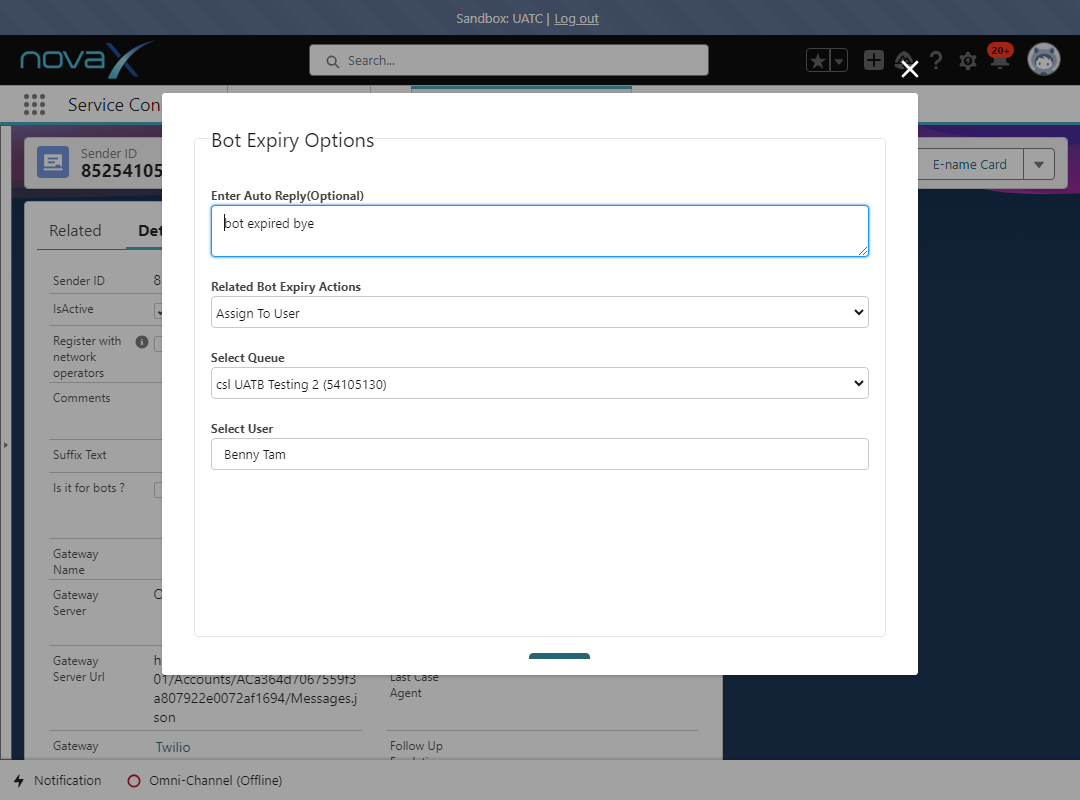 Sandbox: UATC | Log out
novaX
Search...
20+
Service Con
Sender ID
85254105
E-name Card
Related
Det
Sender ID
8
IsActive
Register with
network
operators
Comments
Suffix Text
Is it for bots ?
Gateway
Name
Gateway
Server
Gateway
Server Url
01/Accounts/ACa364d7067559f3
a807922e0072af1694/Messages.j
son
Gateway
Twilio
Bot Expiry Options
Enter Auto Reply(Optional)
bot expired bye
Related Bot Expiry Actions
Assign To User
Select Queue
csl UATB Testing 2 (54105130)
Select User
Benny Tam
Last Case
Agent
Follow Up
Notification
Omni-Channel (Offline)